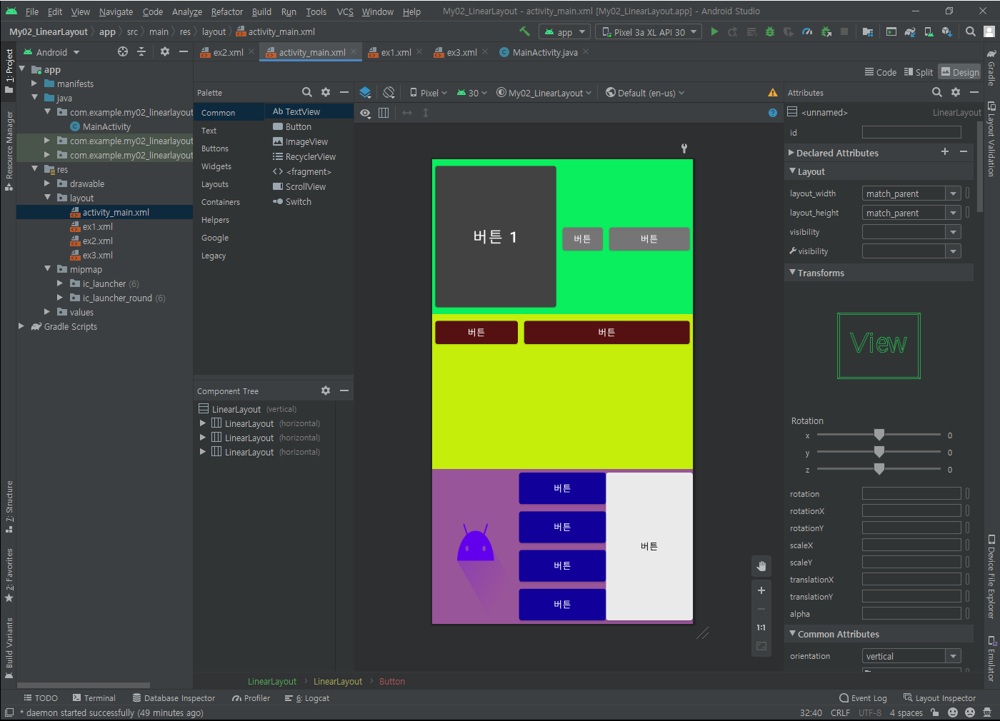 File Edit View Navigate Code Analyze Refactor Build Run Tools VCS Window Help My02_LinearLayout - activity_main.xml [My02_LinearLayout.app] - Android Studio
My02_LinearLayout app src main res layout activity_main.xml
app Pixel 3a XL API 30
1: Project
Resource Manager
7: Structure
2: Favorites
Build Variants
Android
app
manifests
java
com.example.my02_linearlayout
MainActivity
com.example.my02_linearlayout
com.example.my02_linearlayout
res
drawable
layout
activity_main.xml
ex1.xml
ex2.xml
ex3.xml
mipmap
ic_launcher (6)
ic_launcher_round (6)
values
Gradle Scripts
ex2.xml activity_main.xml ex1.xml ex3.xml MainActivity.java
Code Split Design
Palette
Common
Text
Buttons
Widgets
Layouts
Containers
Helpers
Google
Legacy
Ab TextView
Button
ImageView
RecyclerView
<fragment>
ScrollView
Switch
Component Tree
LinearLayout (vertical)
LinearLayout (horizontal)
LinearLayout (horizontal)
LinearLayout (horizontal)
Pixel 30 My02_LinearLayout Default (en-us)
버튼 1
버튼
버튼
버튼
버튼
버튼
버튼
버튼
버튼
버튼
1:1
LinearLayout LinearLayout Button
Attributes
<unnamed> LinearLayout
id
Declared Attributes
Layout
layout_width match_parent
layout_height match_parent
visibility
visibility
Transforms
View
Rotation
x 0
y 0
z 0
rotation
rotationX
rotationY
scaleX
scaleY
translationX
translationY
alpha
Common Attributes
orientation vertical
Gradle
Layout Validation
Device File Explorer
Emulator
TODO Terminal Database Inspector Profiler 6: Logcat Event Log Layout Inspector
* daemon started successfully (49 minutes ago) 32:40 CRLF UTF-8 4 spaces